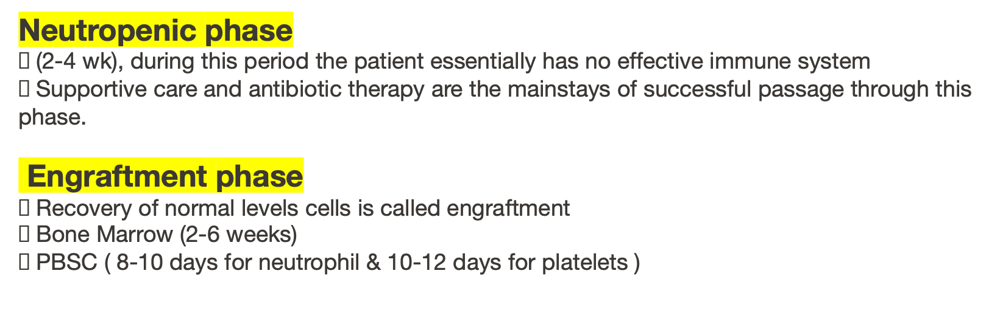 Neutropenic phase
▯ (2-4 wk), during this period the patient essentially has no effective immune system
▯ Supportive care and antibiotic therapy are the mainstays of successful passage through this
phase.
Engraftment phase
▯ Recovery of normal levels cells is called engraftment
▯ Bone Marrow (2-6 weeks)
▯ PBSC ( 8-10 days for neutrophil & 10-12 days for platelets )